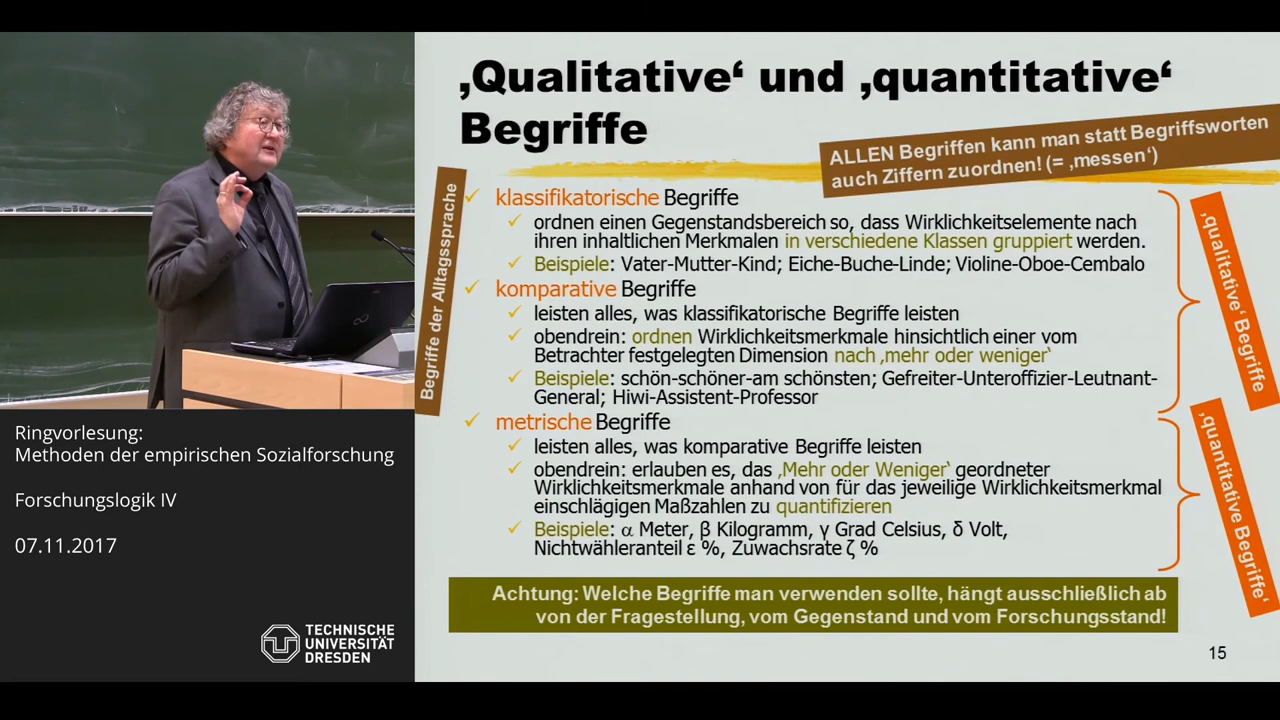 ‚Qualitative‘ und ‚quantitative‘
Begriffe
ALLEN Begriffen kann man statt Begriffsworten
auch Ziffern zuordnen! (= ‚messen‘)
Begriffe der Alltagssprache
klassifikatorische Begriffe
ordnen einen Gegenstandsbereich so, dass Wirklichkeitselemente nach
ihren inhaltlichen Merkmalen in verschiedene Klassen gruppiert werden.
Beispiele: Vater-Mutter-Kind; Eiche-Buche-Linde; Violine-Oboe-Cembalo
komparative Begriffe
leisten alles, was klassifikatorische Begriffe leisten
obendrein: ordnen Wirklichkeitsmerkmale hinsichtlich einer vom
Betrachter festgelegten Dimension nach ‚mehr oder weniger‘
Beispiele: schön-schöner-am schönsten; Gefreiter-Unteroffizier-Leutnant-
General; Hiwi-Assistent-Professor
‚qualitative‘ Begriffe
metrische Begriffe
leisten alles, was komparative Begriffe leisten
obendrein: erlauben es, das ‚Mehr oder Weniger‘ geordneter
Wirklichkeitsmerkmale anhand von für das jeweilige Wirklichkeitsmerkmal
einschlägigen Maßzahlen zu quantifizieren
Beispiele: α Meter, β Kilogramm, γ Grad Celsius, δ Volt,
Nichtwähleranteil ε %, Zuwachsrate ζ %
‚quantitative Begriffe‘
Achtung: Welche Begriffe man verwenden sollte, hängt ausschließlich ab
von der Fragestellung, vom Gegenstand und vom Forschungsstand!
15
Ringvorlesung:
Methoden der empirischen Sozialforschung
Forschungslogik IV
07.11.2017
TECHNISCHE
UNIVERSITÄT
DRESDEN